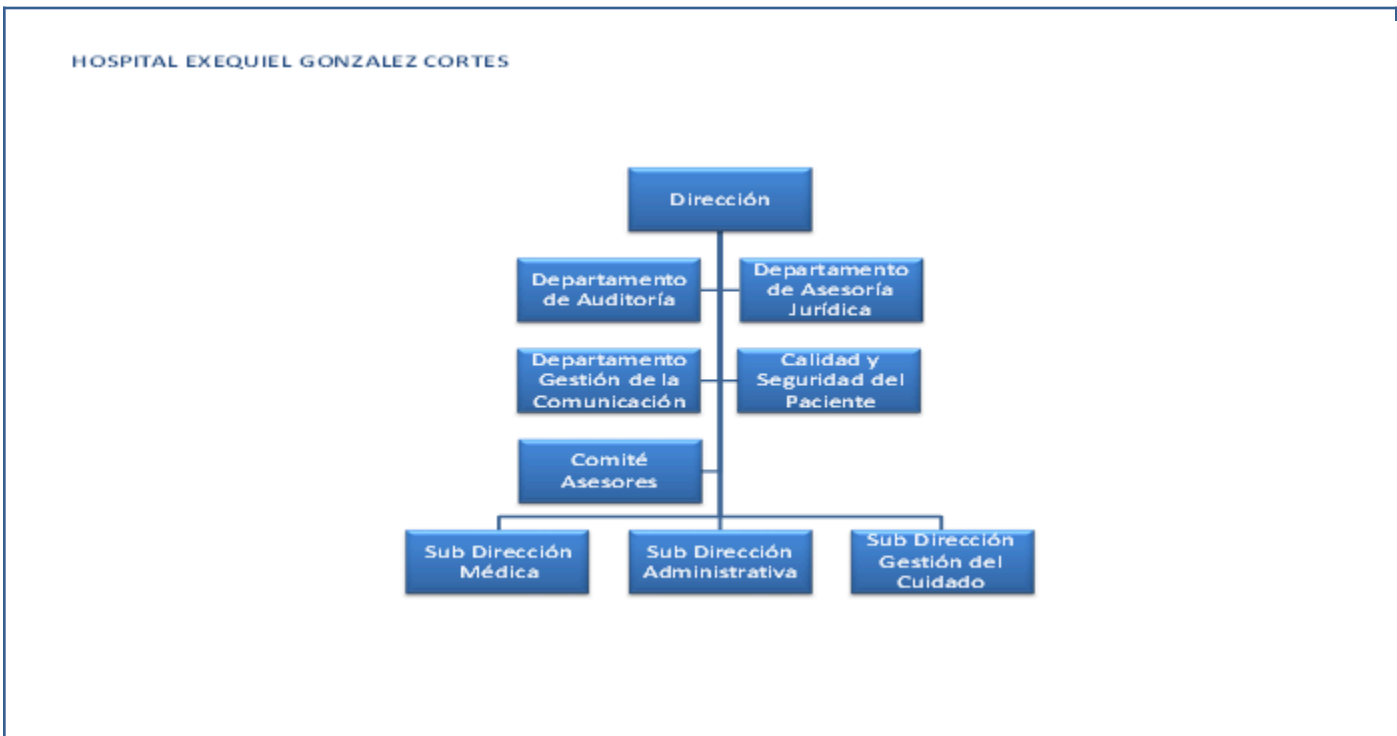 HOSPITAL EXEQUIEL GONZALEZ CORTES
Dirección
Departamento
de Auditoría
Departamento
de Asesoría
Jurídica
Departamento
Gestión de la
Comunicación
Calidad y
Seguridad del
Paciente
Comité
Asesores
Sub Dirección
Médica
Sub Dirección
Administrativa
Sub Dirección
Gestión del
Cuidado